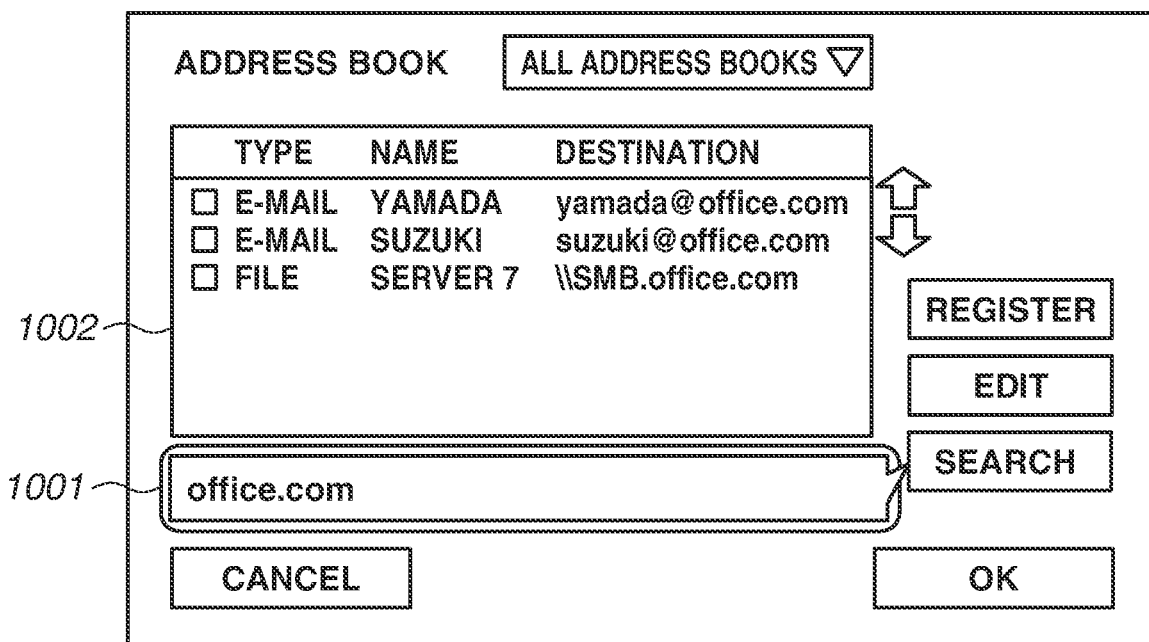 ADDRESS BOOK ALL ADDRESS BOOKS
TYPE NAME DESTINATION
E-MAIL YAMADA yamada@office.com
E-MAIL SUZUKI suzuki@office.com
FILE SERVER 7 \\SMB.office.com
1002
REGISTER
EDIT
SEARCH
1001
office.com
CANCEL OK